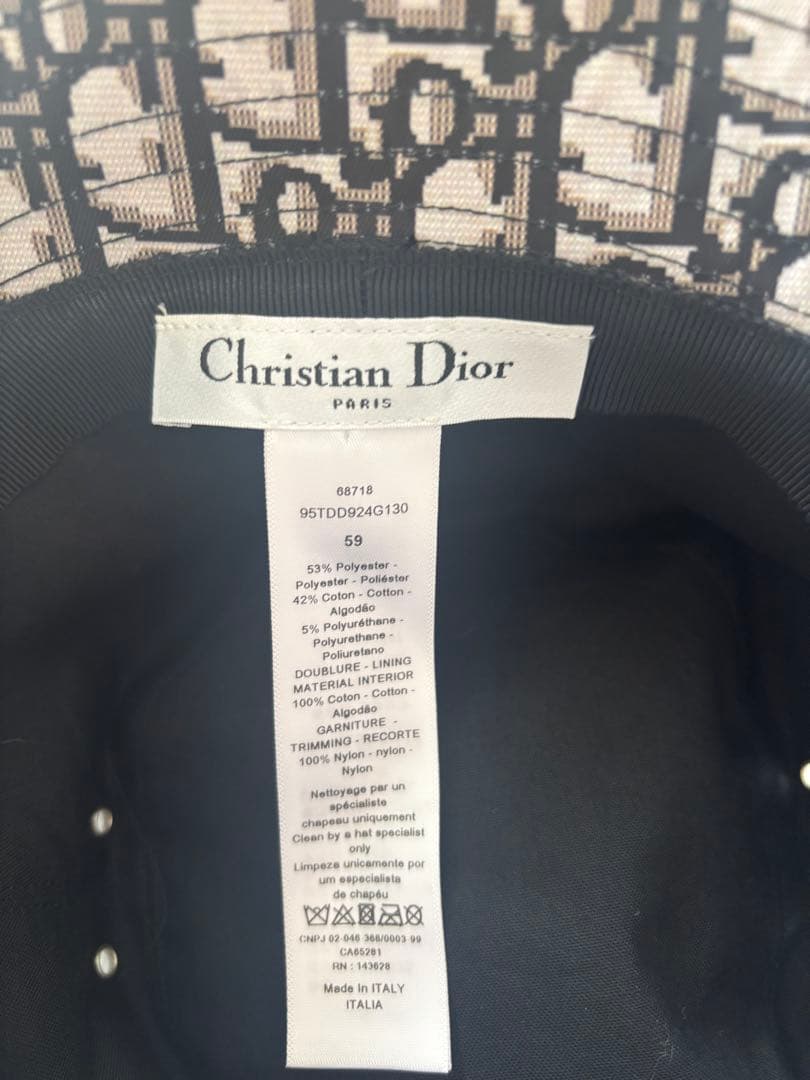 Christian Dior
PARIS
68718
95TDD924G130
59
53% Polyester -
Polyester - Poliéster
42% Coton - Cotton -
Algodão
5% Polyuréthane -
Polyurethane -
Poliuretano
DOUBLURE - LINING
MATERIAL INTERIOR
100% Coton - Cotton -
Algodão
GARNITURE -
TRIMMING - RECORTE
100% Nylon - nylon -
Nylon
Nettoyage par un
spécialiste
chapeau uniquement
Clean by a hat specialist
only
Limpeza unicamente por
um especialista
de chapéu
CNPJ 02-046 368/0003-99
CA65281
RN : 143628
Made in ITALY
ITALIA